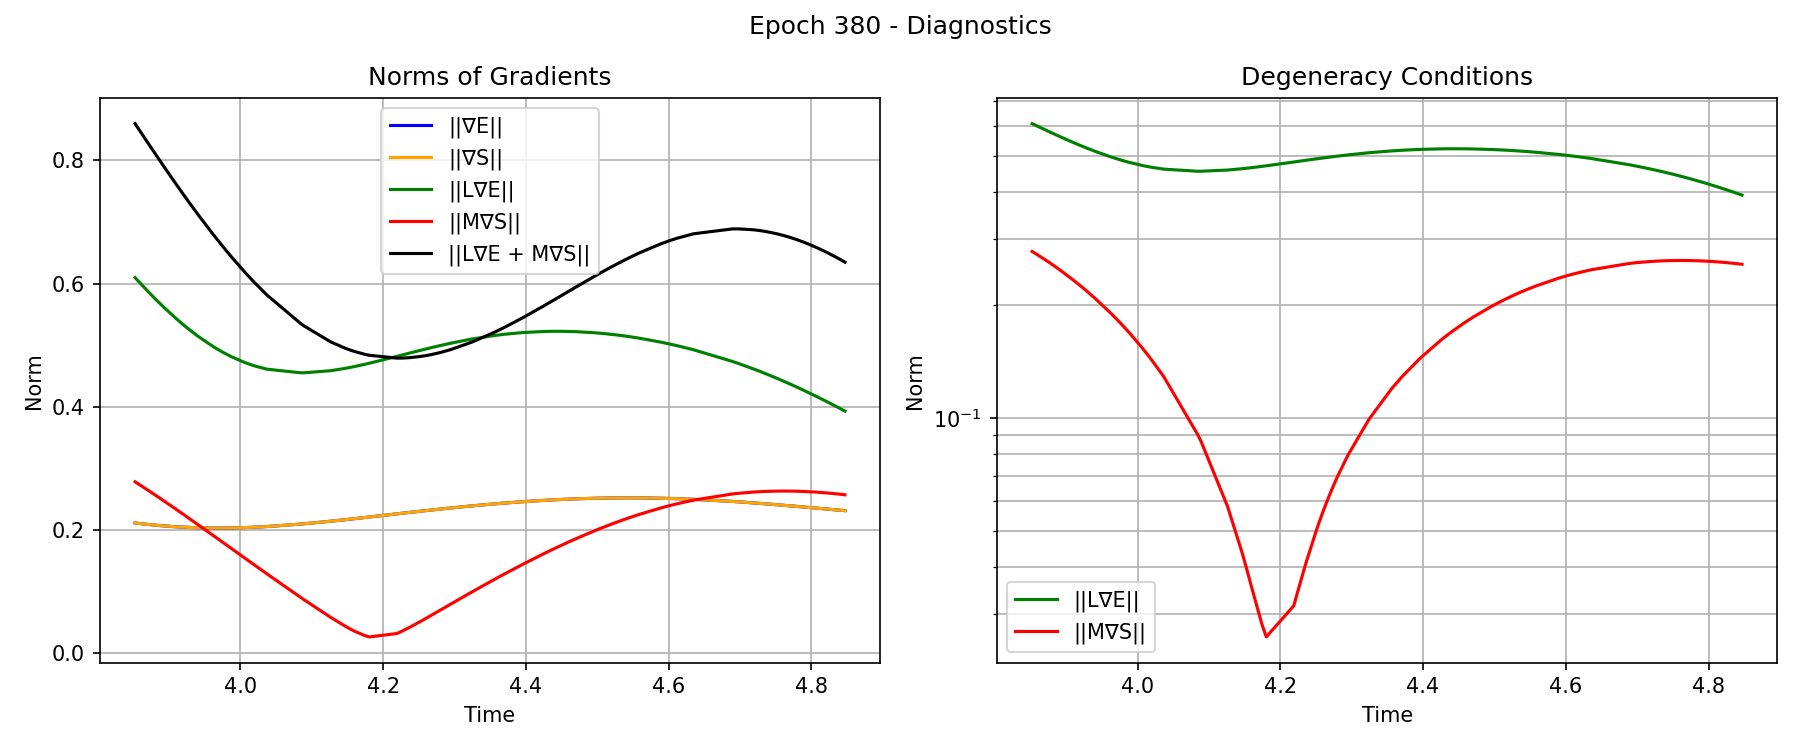 Epoch 380 - Diagnostics
Norms of Gradients
Norm
0.8
0.6
0.4
0.2
0.0
||∇E||
||∇S||
||L∇E||
||M∇S||
||L∇E + M∇S||
4.0 4.2 4.4 4.6 4.8
Time
Degeneracy Conditions
Norm
10⁻¹
||L∇E||
||M∇S||
4.0 4.2 4.4 4.6 4.8
Time